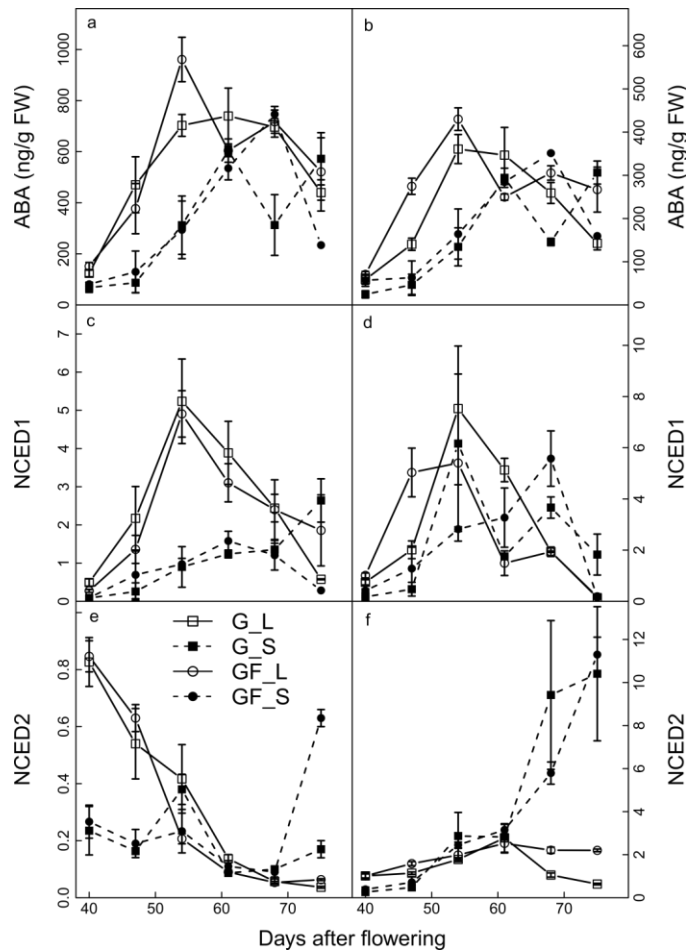 a
b
ABA (ng/g FW)
0 200 400 600 800 1000
ABA (ng/g FW)
0 100 200 300 400 500 600
c
d
NCED1
0 1 2 3 4 5 6 7
NCED1
0 2 4 6 8 10
e
f
G_L
G_S
GF_L
GF_S
NCED2
0.0 0.2 0.4 0.6 0.8
NCED2
0 2 4 6 8 10 12
40 50 60 70
40 50 60 70
Days after flowering